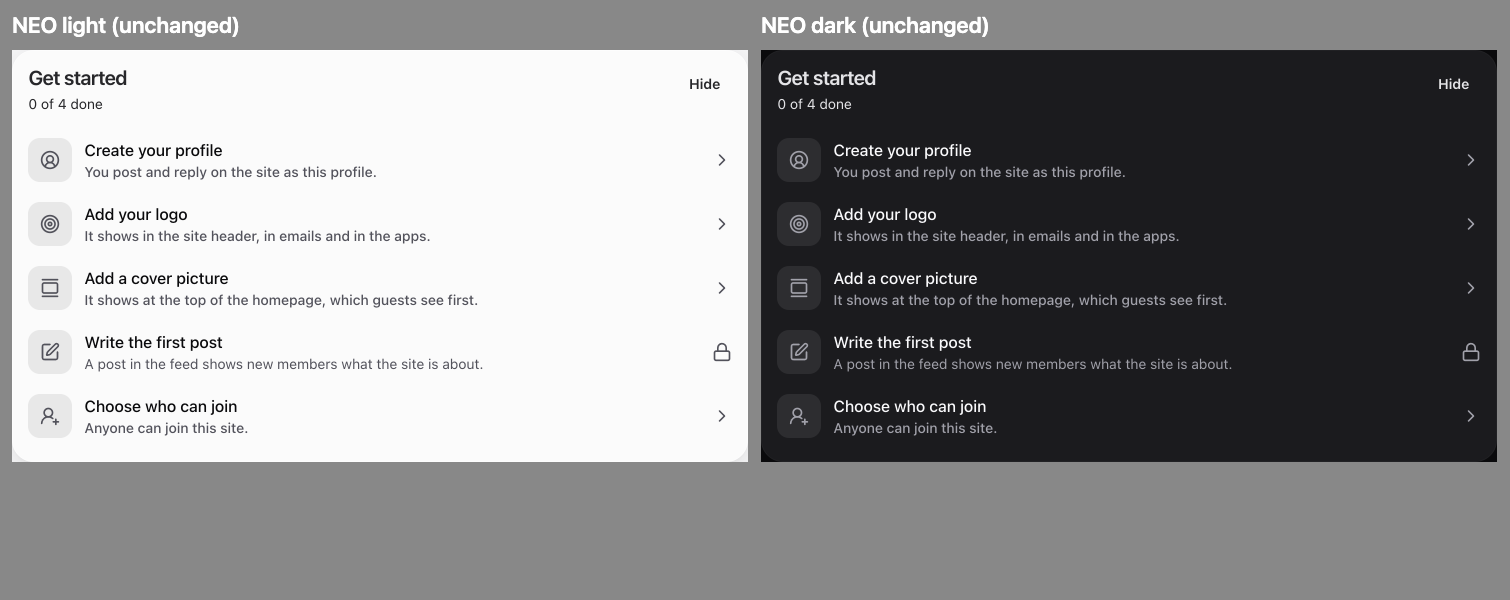 NEO light (unchanged)
Get started
Hide
0 of 4 done
Create your profile
You post and reply on the site as this profile.
Add your logo
It shows in the site header, in emails and in the apps.
Add a cover picture
It shows at the top of the homepage, which guests see first.
Write the first post
A post in the feed shows new members what the site is about.
Choose who can join
Anyone can join this site.
NEO dark (unchanged)
Get started
Hide
0 of 4 done
Create your profile
You post and reply on the site as this profile.
Add your logo
It shows in the site header, in emails and in the apps.
Add a cover picture
It shows at the top of the homepage, which guests see first.
Write the first post
A post in the feed shows new members what the site is about.
Choose who can join
Anyone can join this site.